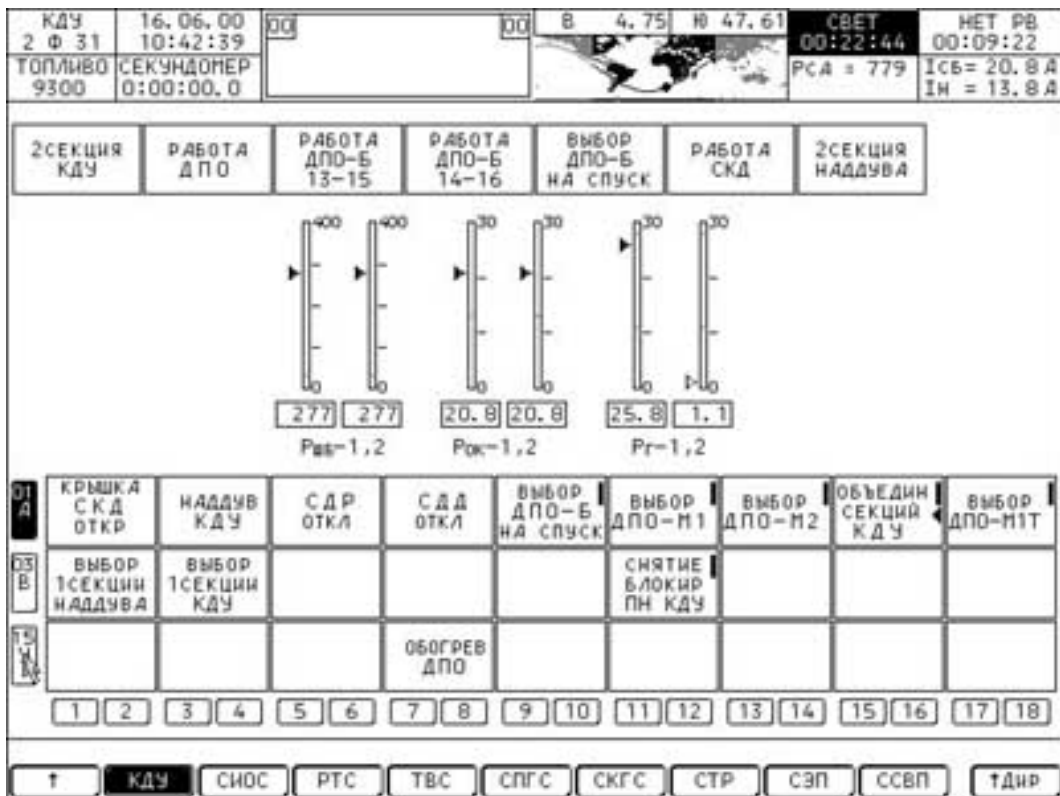 КДУ
2 Ф 31
16.06.00
10:42:39
00
00
В 4.75 Ю 47.61
СВЕТ
00:22:44
НЕТ РВ
00:09:22
ТОПЛИВО
9300
СЕКУНДОМЕР
0:00:00.0
РСА = 779
IСБ= 20.8А
IН = 13.8А
2СЕКЦИЯ
КДУ
РАБОТА
ДПО
РАБОТА
ДПО-Б
13-15
РАБОТА
ДПО-Б
14-16
ВЫБОР
ДПО-Б
НА СПУСК
РАБОТА
СКД
2СЕКЦИЯ
НАДДУВА
400 400 30 30 30 30
0 0 0 0 0 0
277 277 20.8 20.8 25.8 1.1
РШБ-1,2 РОК-1,2 РГ-1,2
01
А
КРЫШКА
СКД
ОТКР
НАДДУВ
КДУ
СДР
ОТКЛ
СДД
ОТКЛ
ВЫБОР
ДПО-Б
НА СПУСК
ВЫБОР
ДПО-М1
ВЫБОР
ДПО-М2
ОБЪЕДИН
СЕКЦИЙ
КДУ
ВЫБОР
ДПО-М1Т
03
В
ВЫБОР
1СЕКЦИИ
НАДДУВА
ВЫБОР
1СЕКЦИИ
КДУ
СНЯТИЕ
БЛОКИР
ПН КДУ
15
ОБОГРЕВ
ДПО
1 2 3 4 5 6 7 8 9 10 11 12 13 14 15 16 17 18
↑ КДУ СИОС РТС ТВС СПГС СКГС СТР СЭП ССВП ↑ДИР